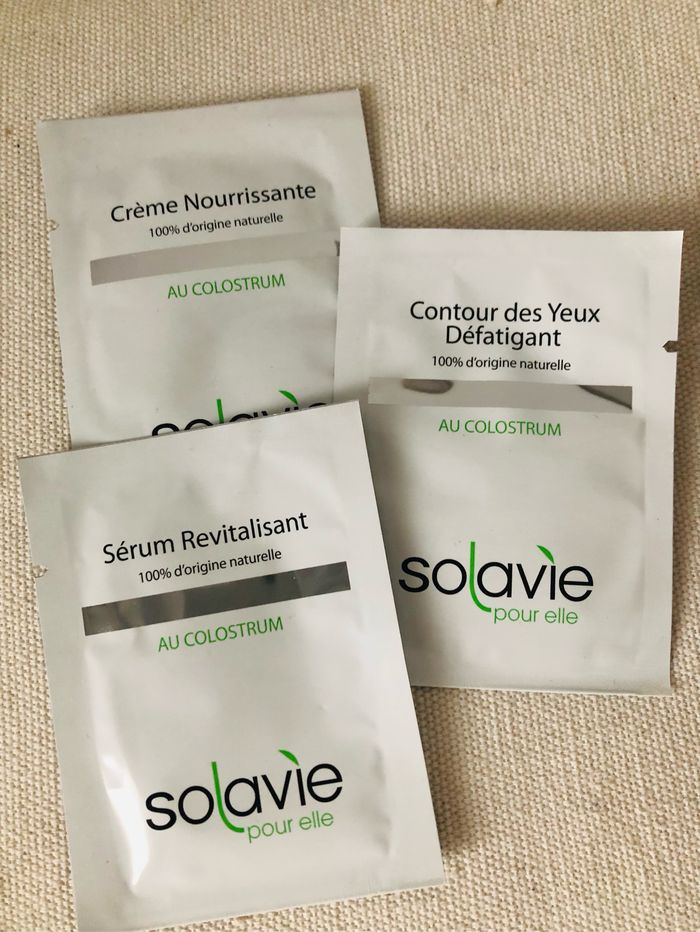 Crème Nourrissante
100% d'origine naturelle
AU COLOSTRUM
solavie
Contour des Yeux
Défatigant
100% d'origine naturelle
AU COLOSTRUM
solavie
pour elle
Sérum Revitalisant
100% d'origine naturelle
AU COLOSTRUM
solavie
pour elle